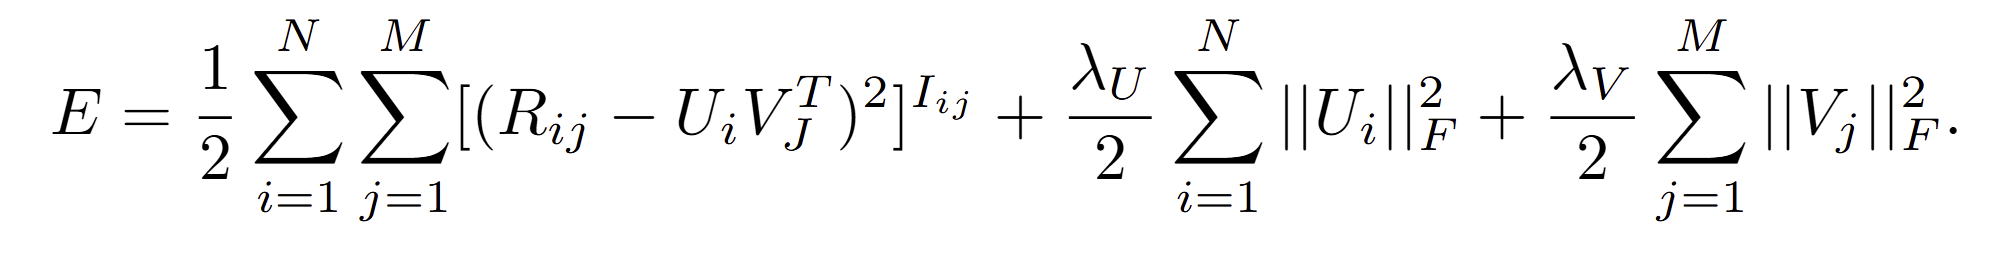 E = \frac{1}{2} \sum_{i=1}^{N} \sum_{j=1}^{M} [(R_{ij} - U_i V_J^T)^2]^{I_{ij}} + \frac{\lambda_U}{2} \sum_{i=1}^{N} ||U_i||_F^2 + \frac{\lambda_V}{2} \sum_{j=1}^{M} ||V_j||_F^2.